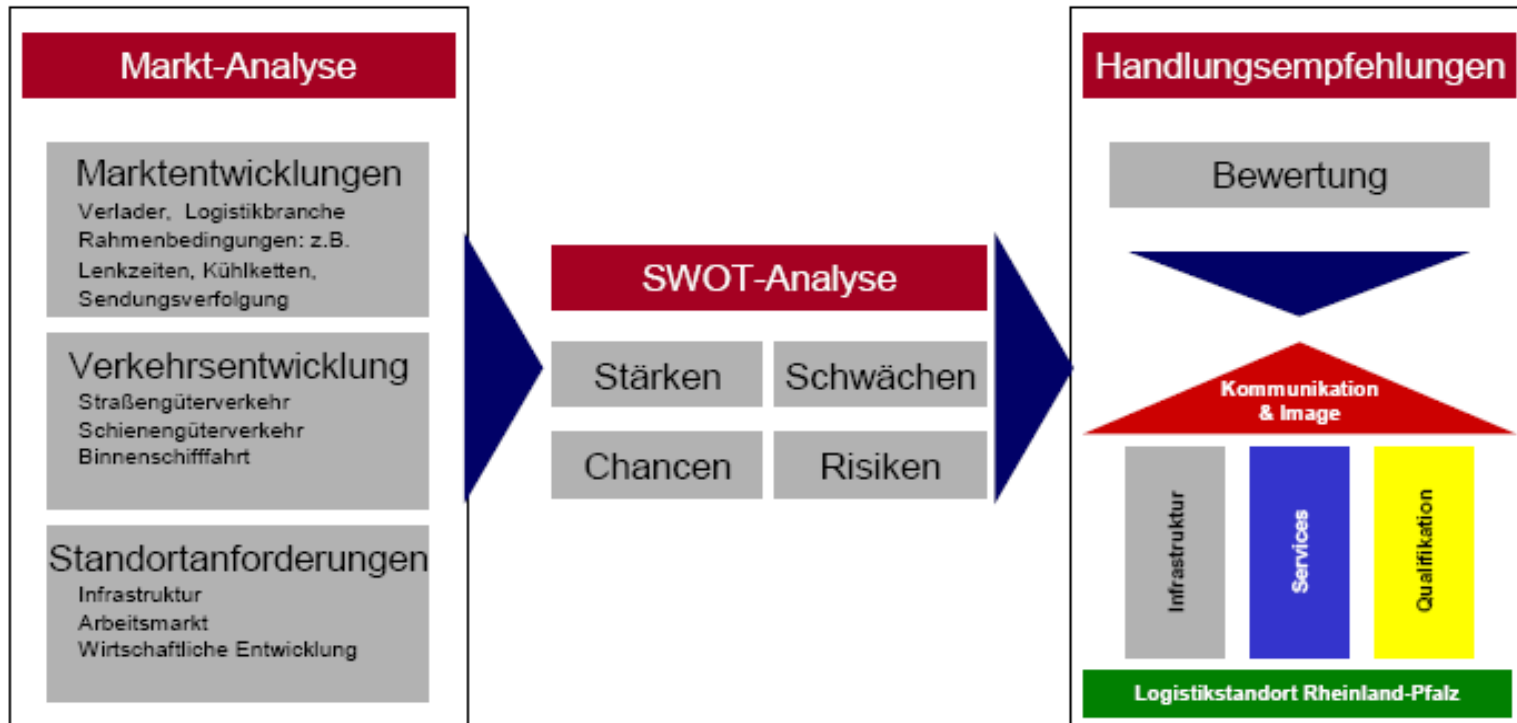 Markt-Analyse
Marktentwicklungen
Verlader, Logistikbranche
Rahmenbedingungen: z.B.
Lenkzeiten, Kühlketten,
Sendungsverfolgung
Verkehrsentwicklung
Straßengüterverkehr
Schienengüterverkehr
Binnenschifffahrt
Standortanforderungen
Infrastruktur
Arbeitsmarkt
Wirtschaftliche Entwicklung
SWOT-Analyse
Stärken
Schwächen
Chancen
Risiken
Handlungsempfehlungen
Bewertung
Kommunikation
& Image
Infrastruktur
Services
Qualifikation
Logistikstandort Rheinland-Pfalz